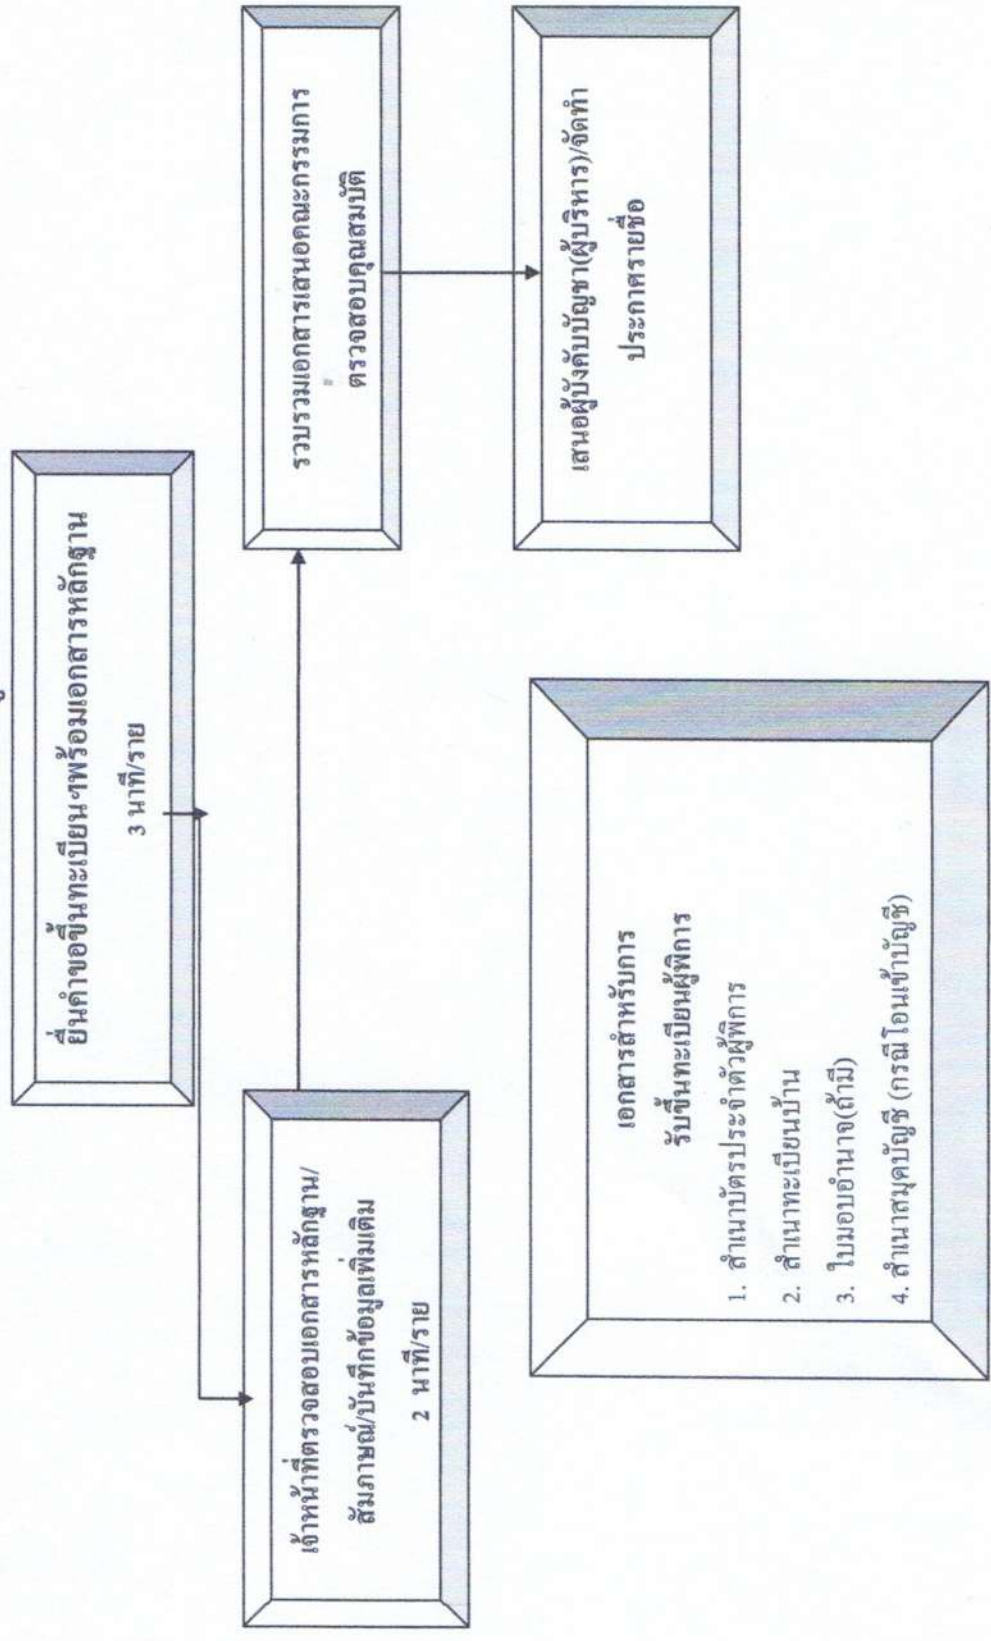 ยื่นคำขอขึ้นทะเบียนฯพร้อมเอกสารหลักฐาน
3 นาที/ราย
เจ้าหน้าที่ตรวจสอบเอกสารหลักฐาน/
สัมภาษณ์/บันทึกข้อมูลเพิ่มเติม
2 นาที/ราย
รวบรวมเอกสารเสนอคณะกรรมการ
ตรวจสอบคุณสมบัติ
เสนอผู้บังคับบัญชา(ผู้บริหาร)/จัดทำ
ประกาศรายชื่อ
เอกสารสำหรับการ
รับขึ้นทะเบียนผู้พิการ
1. สำเนาบัตรประจำตัวผู้พิการ
2. สำเนาทะเบียนบ้าน
3. ใบมอบอำนาจ(ถ้ามี)
4. สำเนาสมุดบัญชี (กรณีโอนเข้าบัญชี)